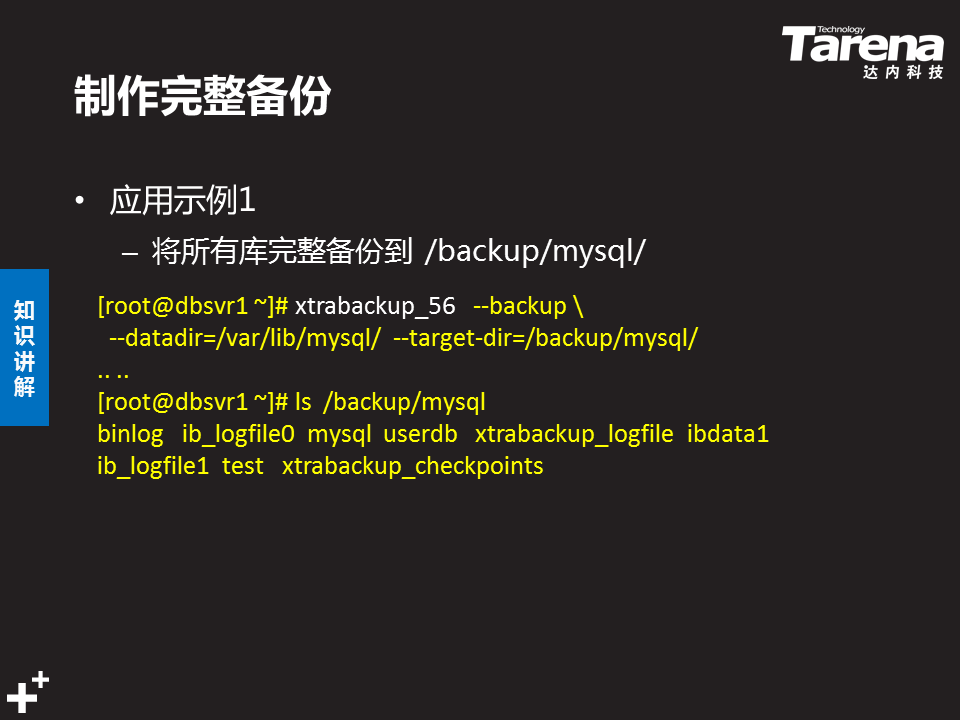 Technology
Tarena
达内科技
制作完整备份
• 应用示例1
– 将所有库完整备份到 /backup/mysql/
知识讲解
[root@dbsvr1 ~]# xtrabackup_56 --backup \
--datadir=/var/lib/mysql/ --target-dir=/backup/mysql/
.. ..
[root@dbsvr1 ~]# ls /backup/mysql
binlog ib_logfile0 mysql userdb xtrabackup_logfile ibdata1
ib_logfile1 test xtrabackup_checkpoints